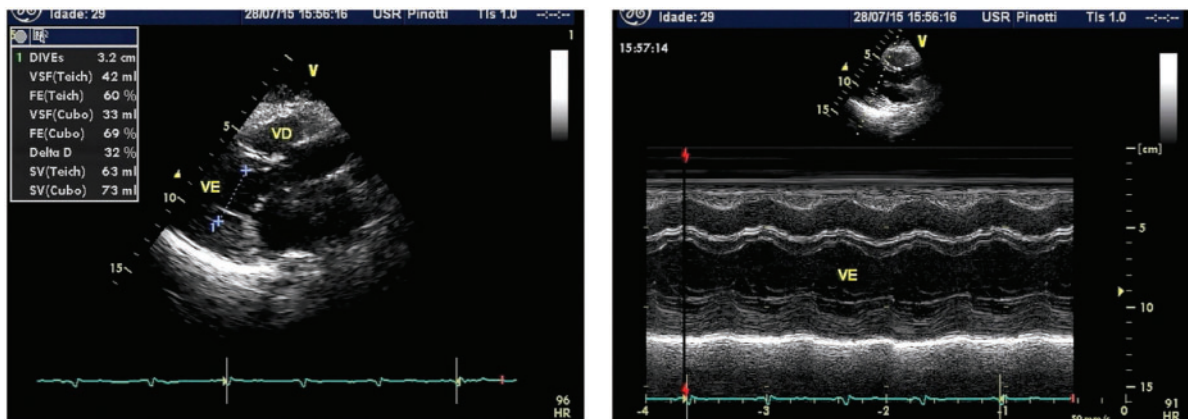 Idade: 29 28/07/15 15:56:16 USR Pinotti TIs 1.0 --:--:--
1 DIVEs 3.2 cm
VSF(Teich) 42 ml
FE(Teich) 60 %
VSF(Cubo) 33 ml
FE(Cubo) 69 %
Delta D 32 %
SV(Teich) 63 ml
SV(Cubo) 73 ml
1
V
5
VD
VE
10
1
15
96
HR
Idade: 29 28/07/15 15:56:16 USR Pinotti TIs 1.0 --:--:--
15:57:14
V
5
10
15
[cm]
5
VE
10
15
-4 -3 -2 -1 0
91
HR